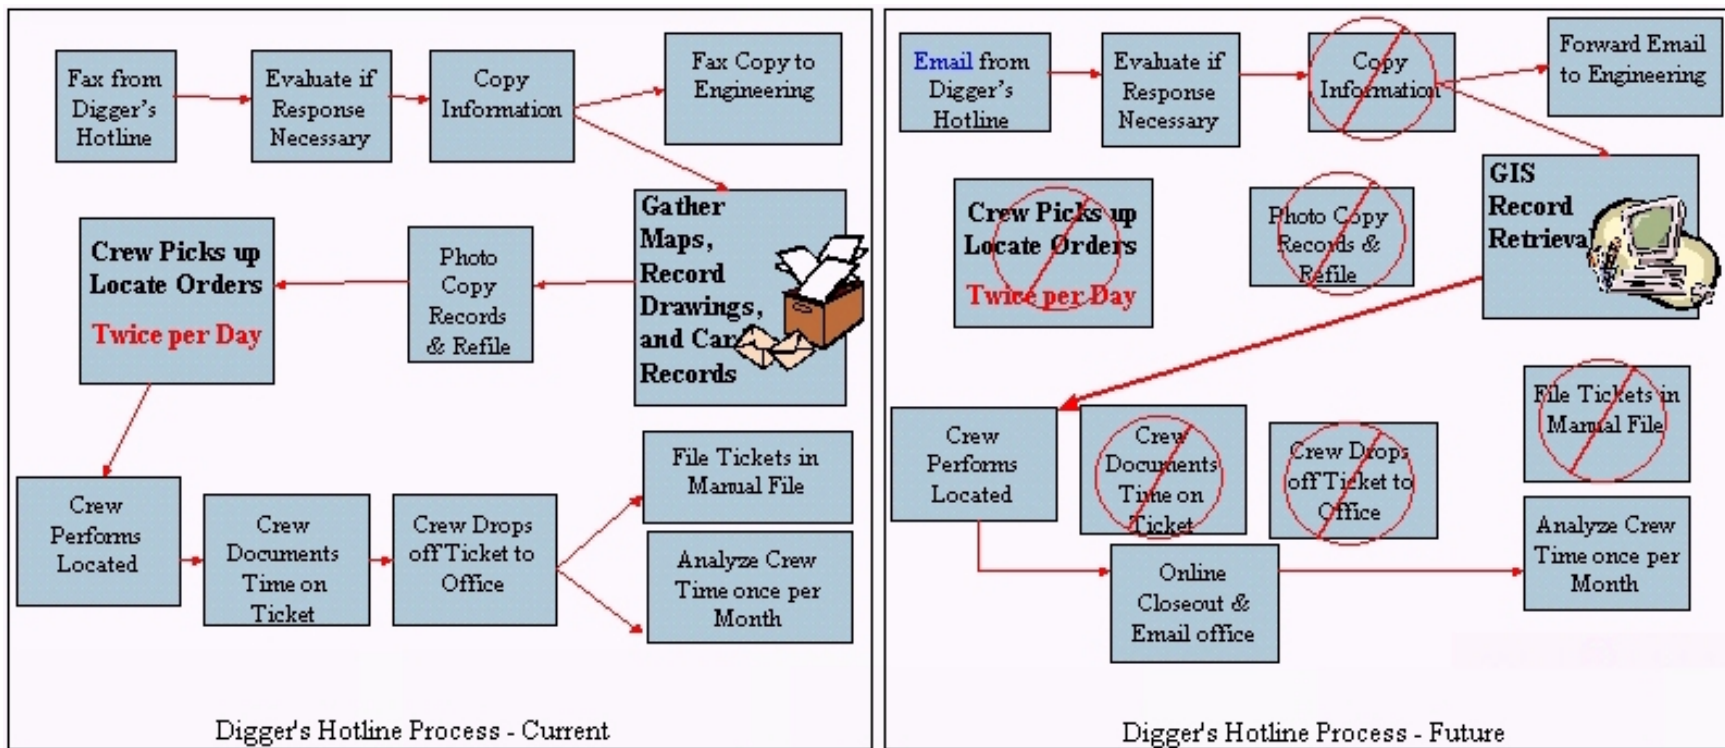 Fax from
Digger's
Hotline
Evaluate if
Response
Necessary
Copy
Information
Fax Copy to
Engineering
Gather
Maps,
Record
Drawings,
and Car
Records
Photo
Copy
Records
& Refile
Crew Picks up
Locate Orders
Twice per Day
Crew
Performs
Located
Crew
Documents
Time on
Ticket
Crew Drops
off Ticket to
Office
File Tickets in
Manual File
Analyze Crew
Time once per
Month
Digger's Hotline Process - Current
Email from
Digger's
Hotline
Evaluate if
Response
Necessary
Copy
Information
Forward Email
to Engineering
GIS
Record
Retrieval
Photo Copy
Records &
Refile
Crew Picks up
Locate Orders
Twice per Day
Crew
Performs
Located
Crew
Documents
Time on
Ticket
Crew Drops
off Ticket to
Office
File Tickets in
Manual File
Online
Closeout &
Email office
Analyze Crew
Time once per
Month
Digger's Hotline Process - Future